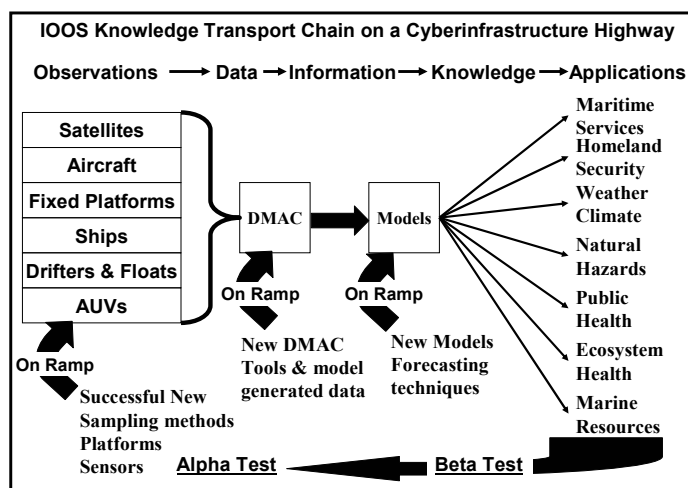 IOOS Knowledge Transport Chain on a Cyberinfrastructure Highway
Observations Data Information Knowledge Applications
Satellites
Aircraft
Fixed Platforms
Ships
Drifters & Floats
AUVs
DMAC
Models
Maritime
Services
Homeland
Security
Weather
Climate
Natural
Hazards
Public
Health
Ecosystem
Health
Marine
Resources
On Ramp
Successful New
Sampling methods
Platforms
Sensors
On Ramp
New DMAC
Tools & model
generated data
On Ramp
New Models
Forecasting
techniques
Alpha Test
Beta Test